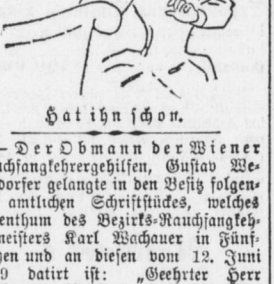 Hat ihn schon.
— Der Obmann der Wiener
uchfangkehrergehilfen, Gustav We-
dorfer gelangte in den Besitz folgen-
amtlichen Schriftstückes, welches
enthum des Bezirks-Rauchfangkeh-
meisters Karl Wachauer in Fünf-
en und an diesen vom 12. Juni
9 datirt ist: „Geehrter Herr